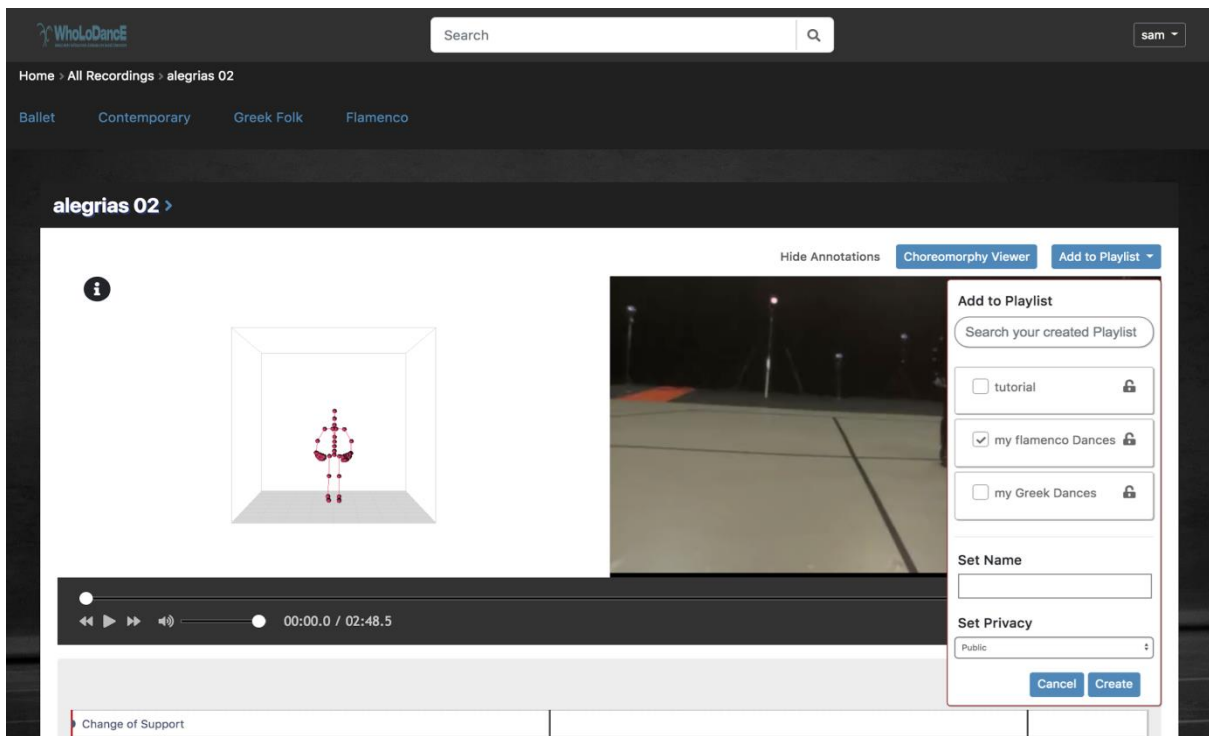 WhoLoDancE
Search
sam
Home > All Recordings > alegrias 02
Ballet Contemporary Greek Folk Flamenco
alegrias 02 >
Hide Annotations Choreomorphy Viewer Add to Playlist
Add to Playlist
Search your created Playlist
tutorial
my flamenco Dances
my Greek Dances
Set Name
Set Privacy
Public
Cancel Create
00:00.0 / 02:48.5
Change of Support